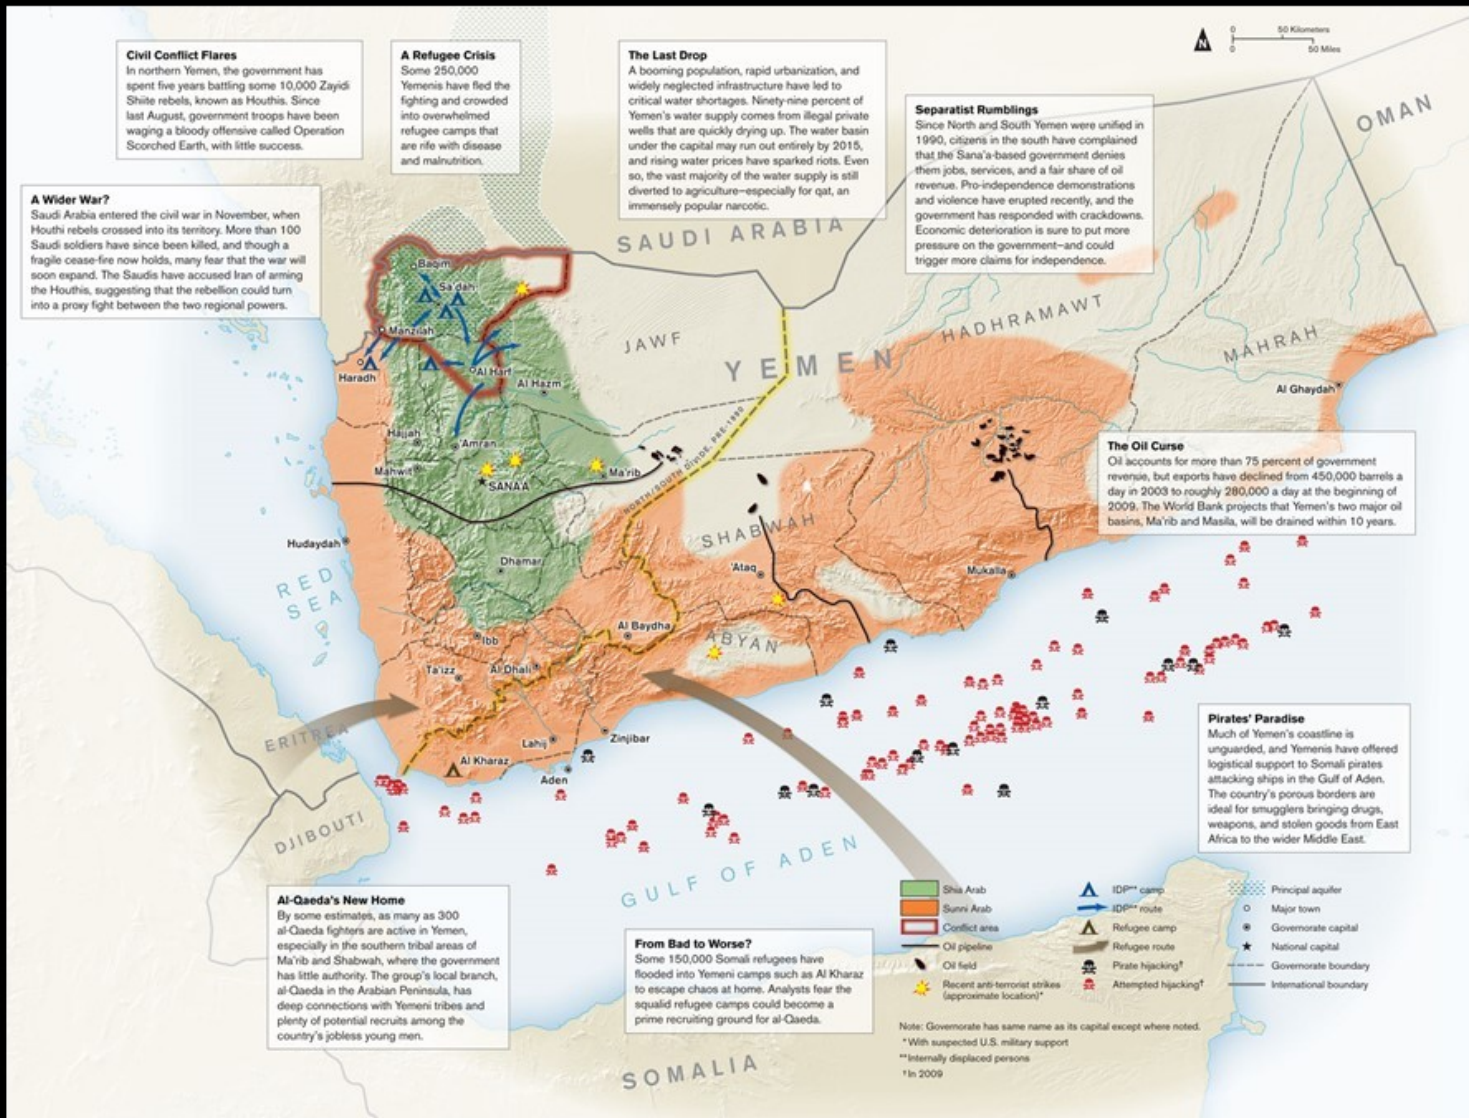 Civil Conflict Flares
In northern Yemen, the government has
spent five years battling some 10,000 Zayidi
Shiite rebels, known as Houthis. Since
last August, government troops have been
waging a bloody offensive called Operation
Scorched Earth, with little success.
A Refugee Crisis
Some 250,000
Yemenis have fled the
fighting and crowded
into overwhelmed
refugee camps that
are rife with disease
and malnutrition.
The Last Drop
A booming population, rapid urbanization, and
widely neglected infrastructure have led to
critical water shortages. Ninety-nine percent of
Yemen's water supply comes from illegal private
wells that are quickly drying up. The water basin
under the capital may run out entirely by 2015,
and rising water prices have sparked riots. Even
so, the vast majority of the water supply is still
diverted to agriculture—especially for qat, an
immensely popular narcotic.
N
0 50 Kilometers
0 50 Miles
Separatist Rumblings
Since North and South Yemen were unified in
1990, citizens in the south have complained
that the Sana'a-based government denies
them jobs, services, and a fair share of oil
revenue. Pro-independence demonstrations
and violence have erupted recently, and the
government has responded with crackdowns.
Economic deterioration is sure to put more
pressure on the government—and could
trigger more claims for independence.
OMAN
A Wider War?
Saudi Arabia entered the civil war in November, when
Houthi rebels crossed into its territory. More than 100
Saudi soldiers have since been killed, and though a
fragile cease-fire now holds, many fear that the war will
soon expand. The Saudis have accused Iran of arming
the Houthis, suggesting that the rebellion could turn
into a proxy fight between the two regional powers.
SAUDI ARABIA
Baqim
Sa'dah
Manzilah
Haradh
Al Harf
Al Hazm
JAWF
YEMEN
HADHRAMAWT
MAHRAH
Al Ghaydah
Hajjah
'Amran
Mahwit
SANA'A
Ma'rib
NORTH/SOUTH DIVIDE, PRE-1990
The Oil Curse
Oil accounts for more than 75 percent of government
revenue, but exports have declined from 450,000 barrels a
day in 2003 to roughly 280,000 a day at the beginning of
2009. The World Bank projects that Yemen's two major oil
basins, Ma'rib and Masila, will be drained within 10 years.
Hudaydah
RED
SEA
Dhamar
SHABWAH
'Ataq
Mukalla
Ibb
Al Baydha
ABYAN
Ta'izz
Al Dhali
ERITREA
Lahij
Zinjibar
Al Kharaz
Aden
DJIBOUTI
GULF OF ADEN
Pirates' Paradise
Much of Yemen's coastline is
unguarded, and Yemenis have offered
logistical support to Somali pirates
attacking ships in the Gulf of Aden.
The country's porous borders are
ideal for smugglers bringing drugs,
weapons, and stolen goods from East
Africa to the wider Middle East.
Al-Qaeda's New Home
By some estimates, as many as 300
al-Qaeda fighters are active in Yemen,
especially in the southern tribal areas of
Ma'rib and Shabwah, where the government
has little authority. The group's local branch,
al-Qaeda in the Arabian Peninsula, has
deep connections with Yemeni tribes and
plenty of potential recruits among the
country's jobless young men.
From Bad to Worse?
Some 150,000 Somali refugees have
flooded into Yemeni camps such as Al Kharaz
to escape chaos at home. Analysts fear the
squalid refugee camps could become a
prime recruiting ground for al-Qaeda.
SOMALIA
Shia Arab
Sunni Arab
Conflict area
Oil pipeline
Oil field
Recent anti-terrorist strikes
(approximate location)*
IDP** camp
IDP** route
Refugee camp
Refugee route
Pirate hijacking†
Attempted hijacking†
Principal aquifer
Major town
Governorate capital
National capital
Governorate boundary
International boundary
Note: Governorate has same name as its capital except where noted.
*With suspected U.S. military support
**Internally displaced persons
†In 2009